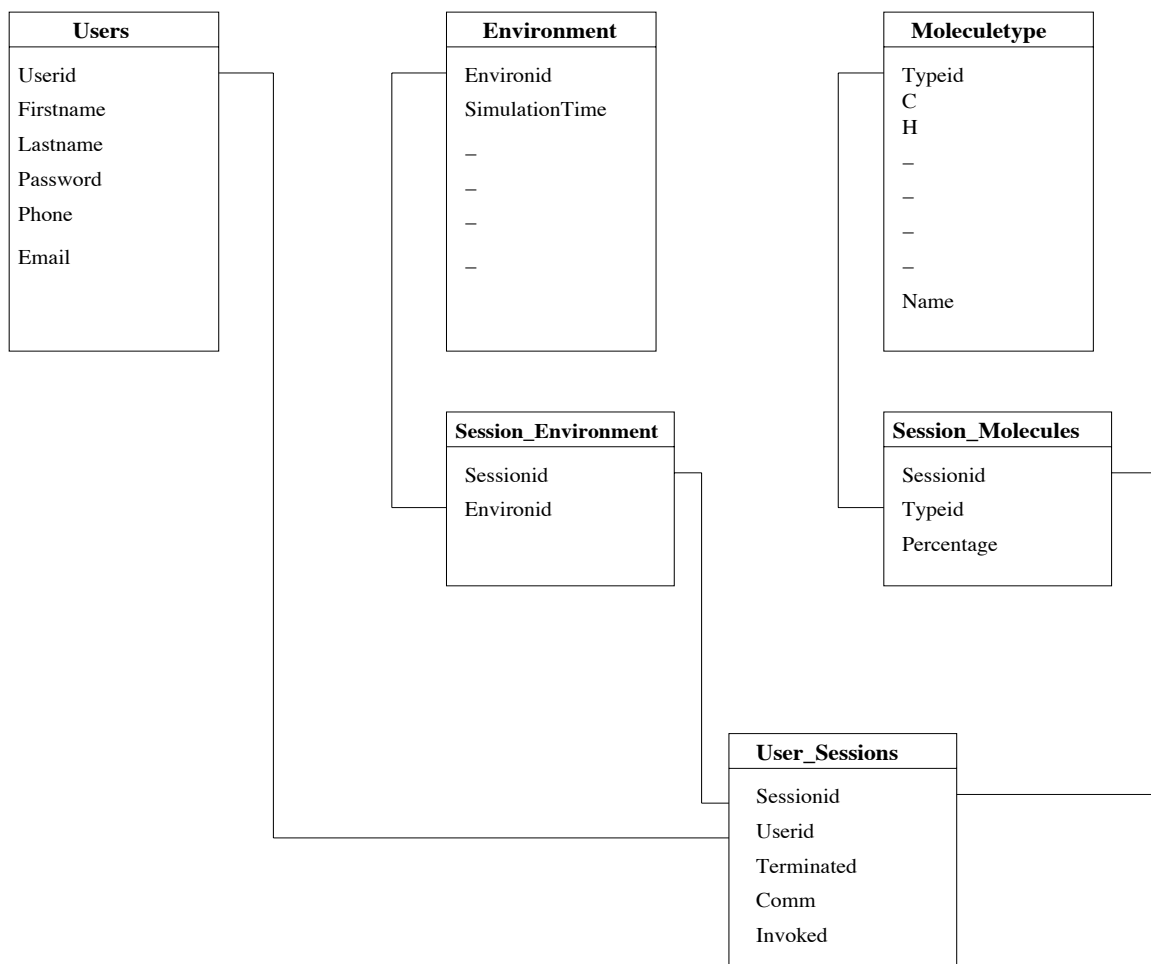 Users
Userid
Firstname
Lastname
Password
Phone
Email
Environment
Environid
SimulationTime
_
_
_
_
Moleculetype
Typeid
C
H
_
_
_
_
Name
Session_Environment
Sessionid
Environid
Session_Molecules
Sessionid
Typeid
Percentage
User_Sessions
Sessionid
Userid
Terminated
Comm
Invoked